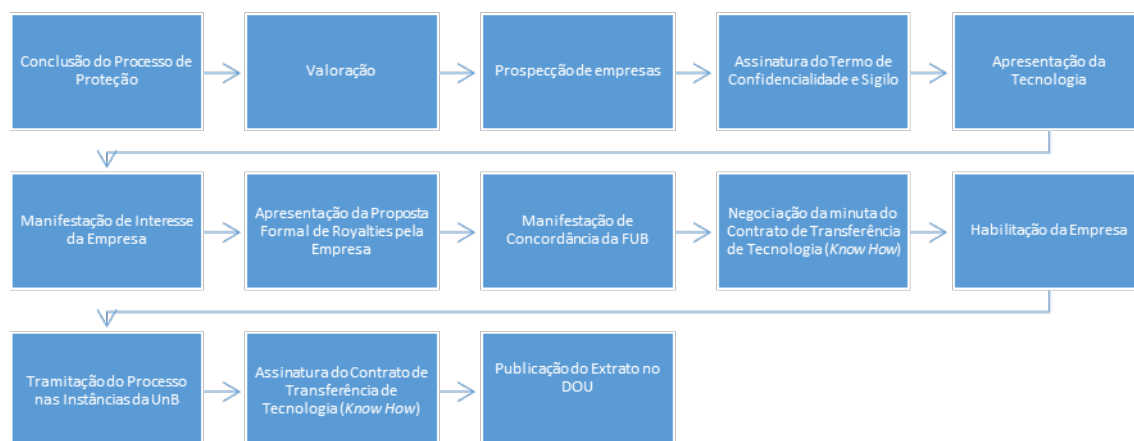 Conclusão do Processo de
Proteção
Valoração
Prospecção de empresas
Assinatura do Termo de
Confidencialidade e Sigilo
Apresentação da
Tecnologia
Manifestação de Interesse
da Empresa
Apresentação da Proposta
Formal de Royalties pela
Empresa
Manifestação de
Concordância da FUB
Negociação da minuta do
Contrato de Transferência
de Tecnologia (Know How)
Habilitação da Empresa
Tramitação do Processo
nas Instâncias da UnB
Assinatura do Contrato de
Transferência de
Tecnologia (Know How)
Publicação do Extrato no
DOU